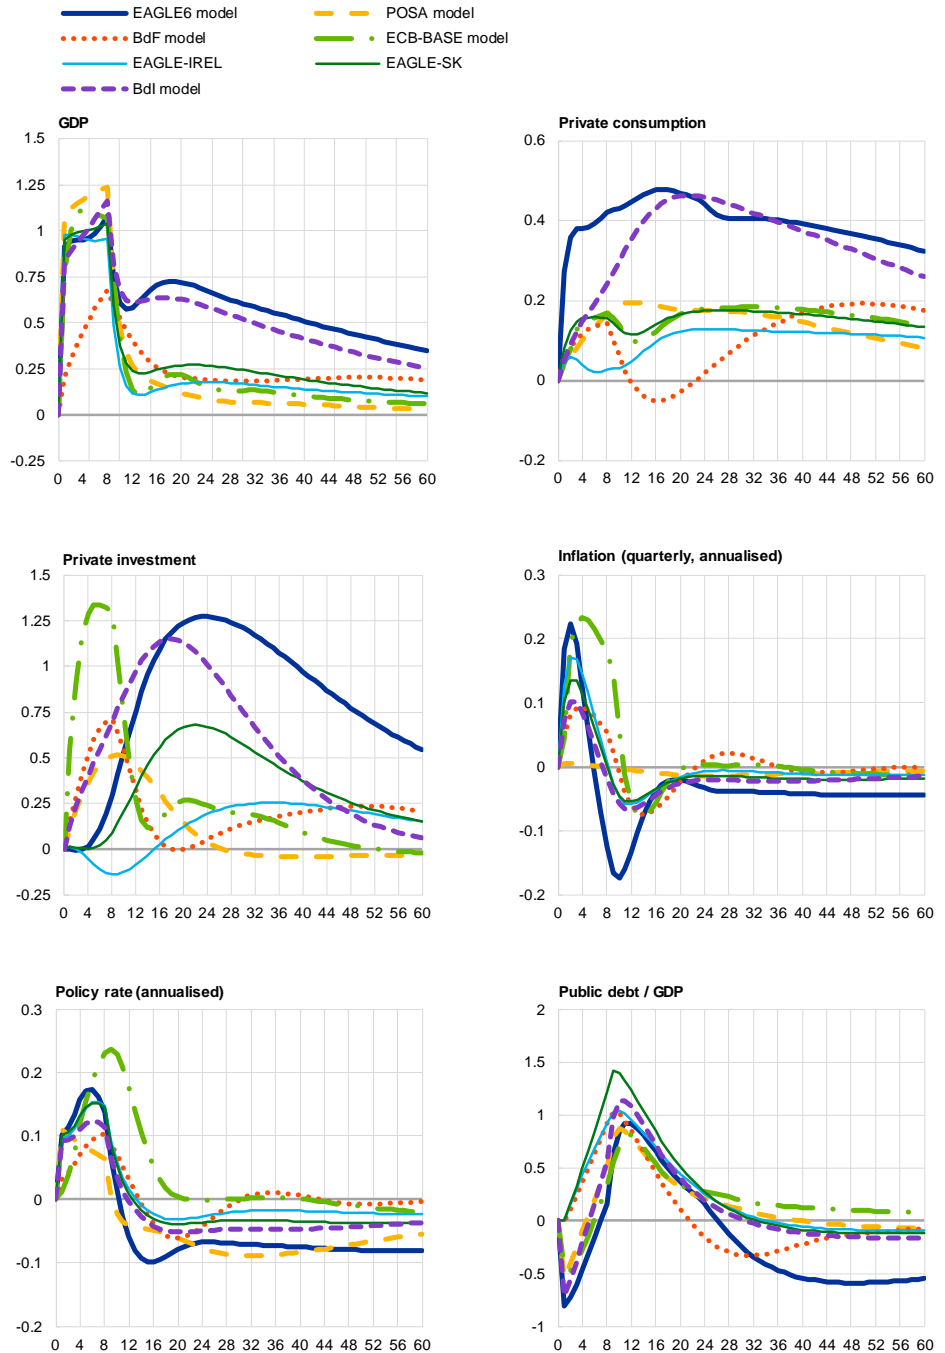 EAGLE6 model POSA model
BdF model ECB-BASE model
EAGLE-IREL EAGLE-SK
BdI model
GDP
1.5
1.25
1
0.75
0.5
0.25
0
-0.25
0 4 8 12 16 20 24 28 32 36 40 44 48 52 56 60
Private consumption
0.6
0.4
0.2
0
-0.2
0 4 8 12 16 20 24 28 32 36 40 44 48 52 56 60
Private investment
1.5
1.25
1
0.75
0.5
0.25
0
-0.25
0 4 8 12 16 20 24 28 32 36 40 44 48 52 56 60
Inflation (quarterly, annualised)
0.3
0.2
0.1
0
-0.1
-0.2
0 4 8 12 16 20 24 28 32 36 40 44 48 52 56 60
Policy rate (annualised)
0.3
0.2
0.1
0
-0.1
-0.2
0 4 8 12 16 20 24 28 32 36 40 44 48 52 56 60
Public debt / GDP
2
1.5
1
0.5
0
-0.5
-1
0 4 8 12 16 20 24 28 32 36 40 44 48 52 56 60